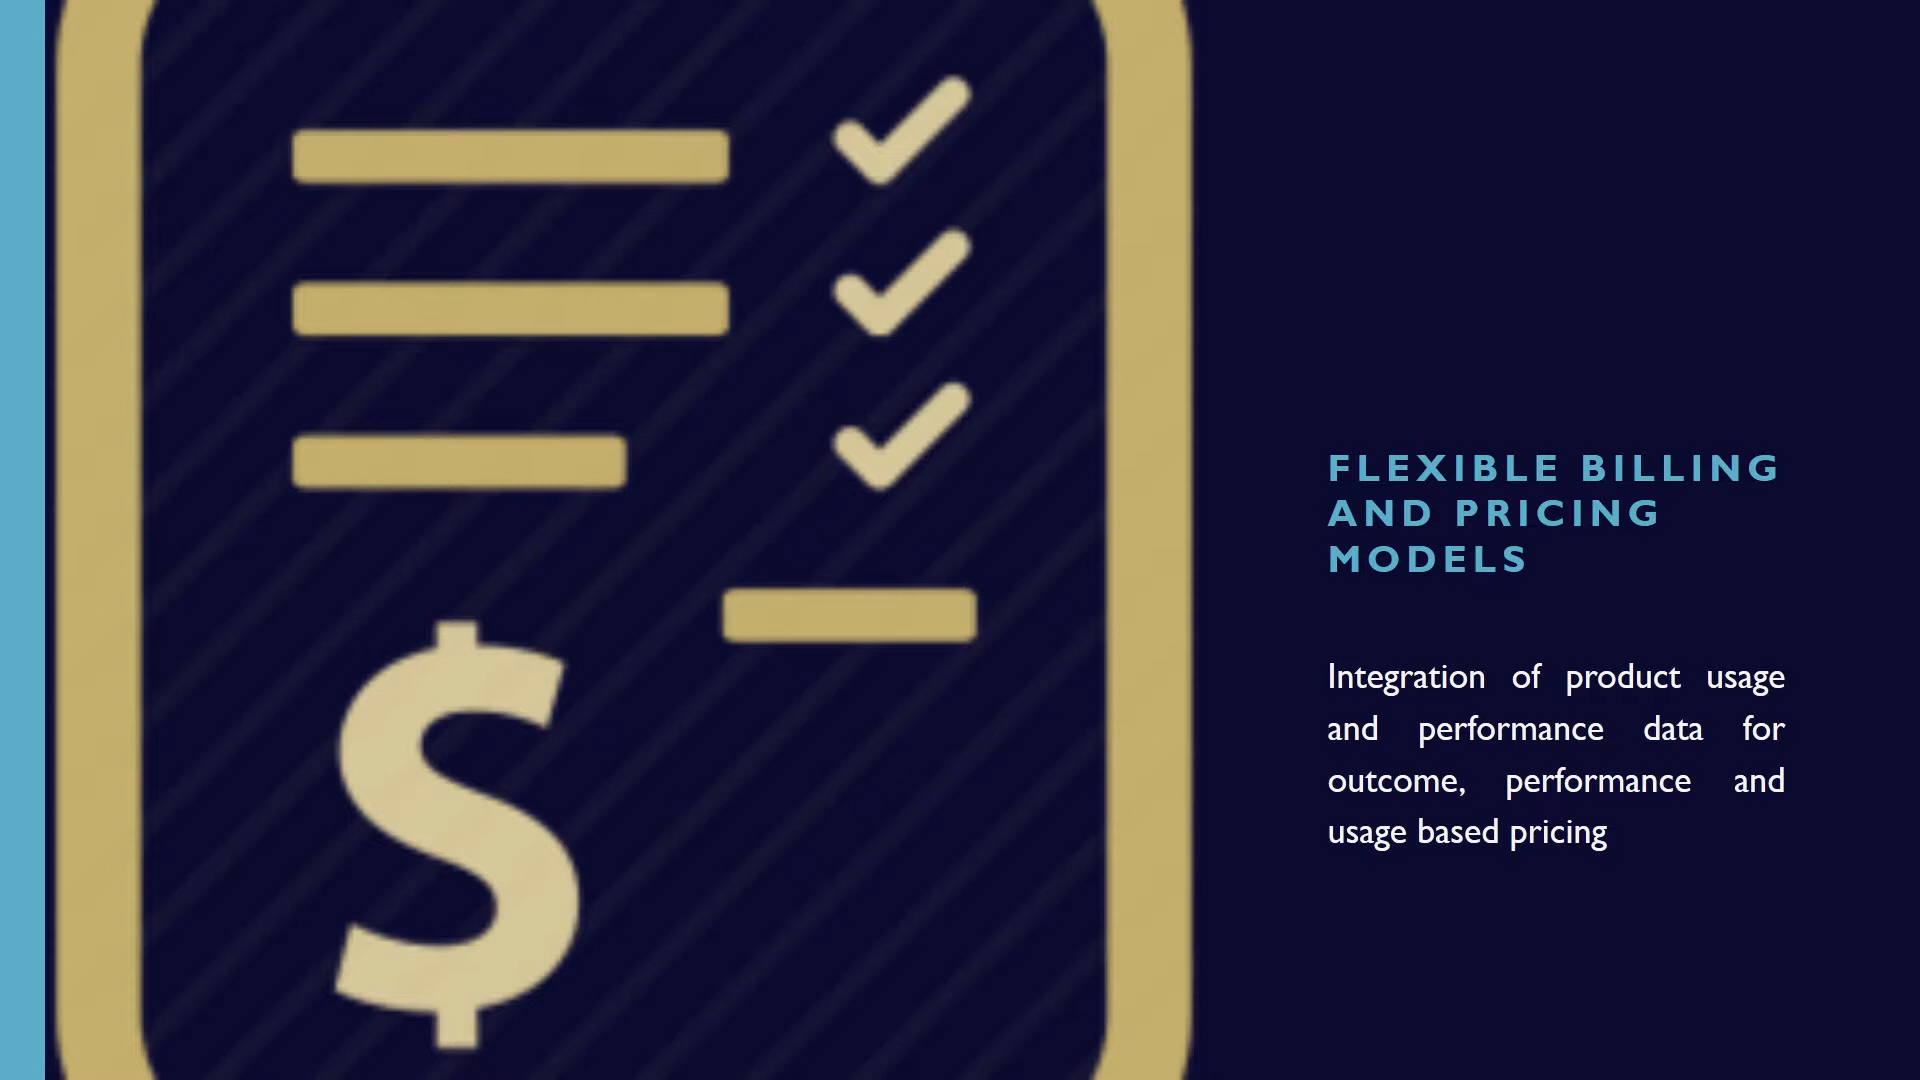 FLEXIBLE BILLING
AND PRICING
MODELS
Integration of product usage
and performance data for
outcome, performance and
usage based pricing
$